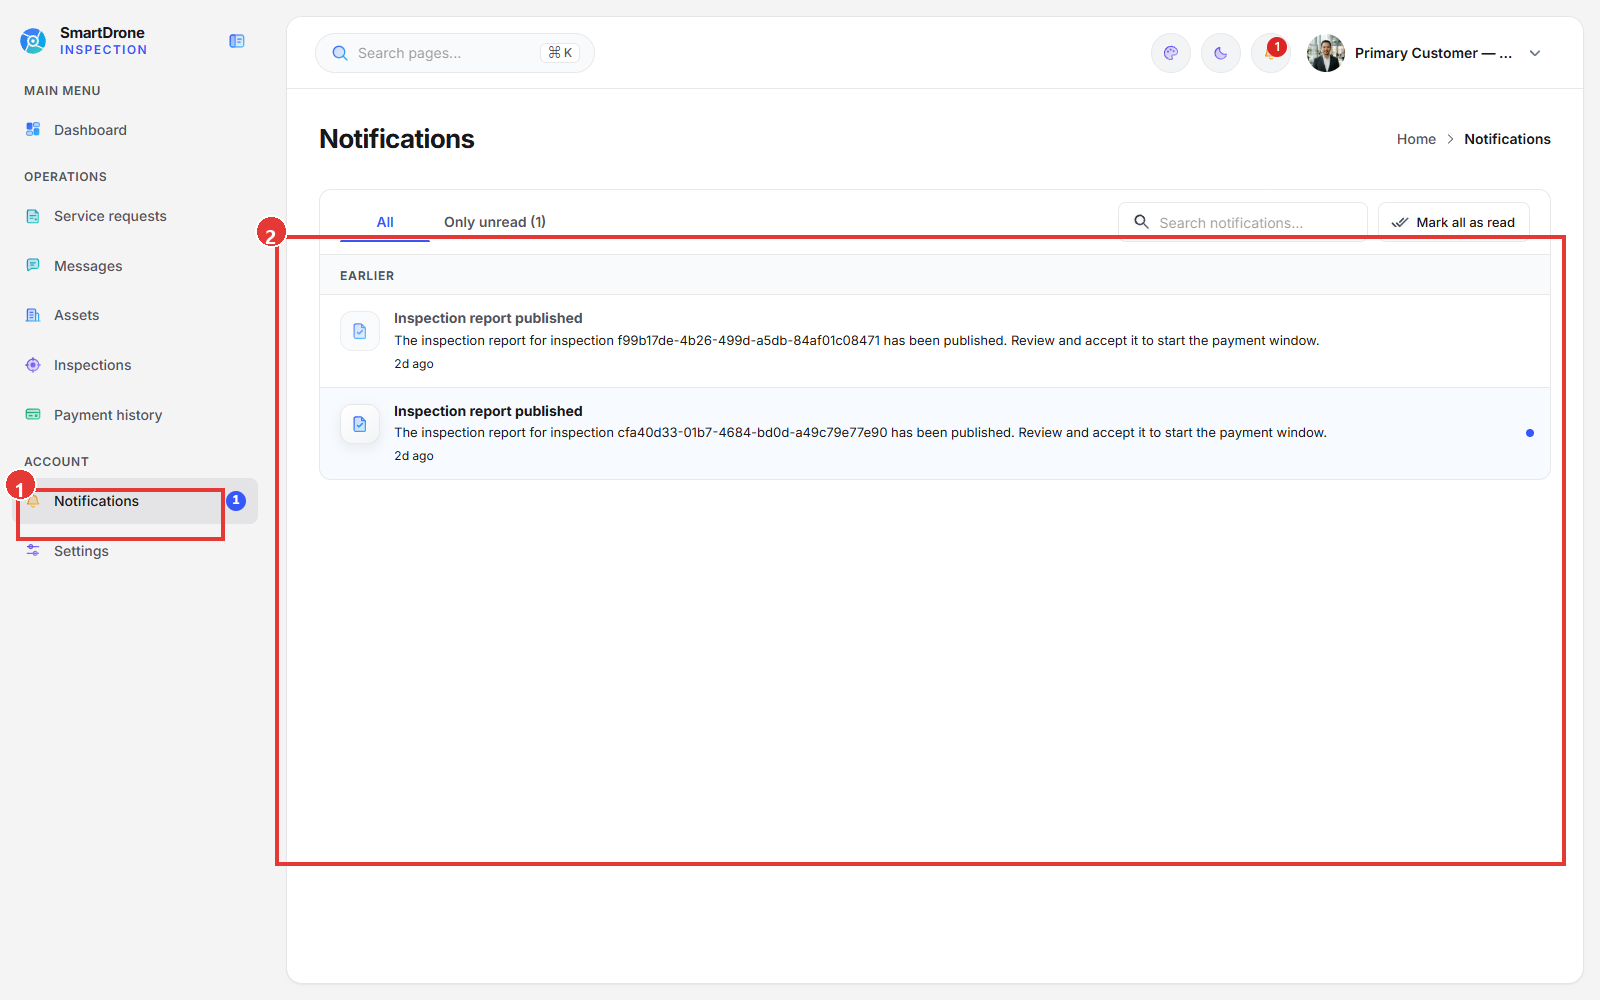 SmartDrone
INSPECTION
MAIN MENU
Dashboard
OPERATIONS
Service requests
Messages
Assets
Inspections
Payment history
ACCOUNT
1
Notifications
1
Settings
Search pages...
⌘ K
1
Primary Customer — ...
Notifications
Home > Notifications
2
All
Only unread (1)
Search notifications...
Mark all as read
EARLIER
Inspection report published
The inspection report for inspection f99b17de-4b26-499d-a5db-84af01c08471 has been published. Review and accept it to start the payment window.
2d ago
Inspection report published
The inspection report for inspection cfa40d33-01b7-4684-bd0d-a49c79e77e90 has been published. Review and accept it to start the payment window.
2d ago